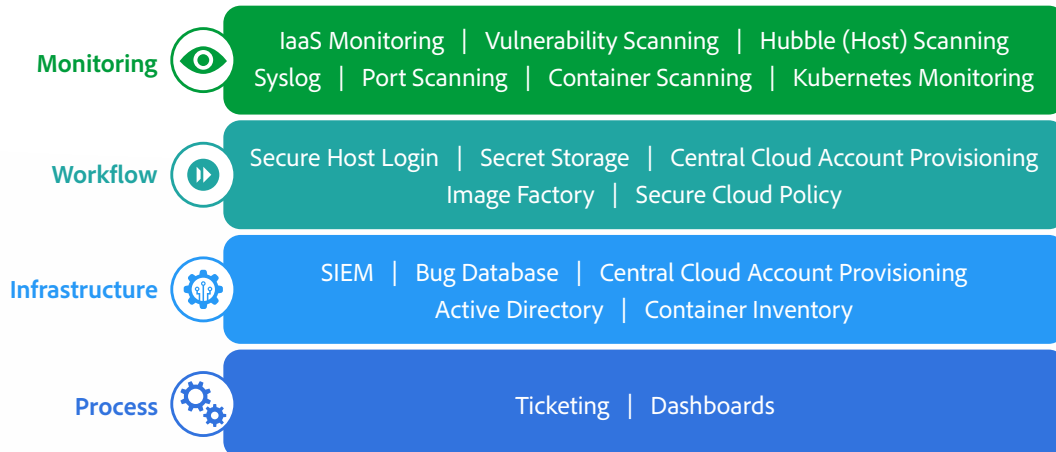 Monitoring
IaaS Monitoring | Vulnerability Scanning | Hubble (Host) Scanning
Syslog | Port Scanning | Container Scanning | Kubernetes Monitoring
Workflow
Secure Host Login | Secret Storage | Central Cloud Account Provisioning
Image Factory | Secure Cloud Policy
Infrastructure
SIEM | Bug Database | Central Cloud Account Provisioning
Active Directory | Container Inventory
Process
Ticketing | Dashboards